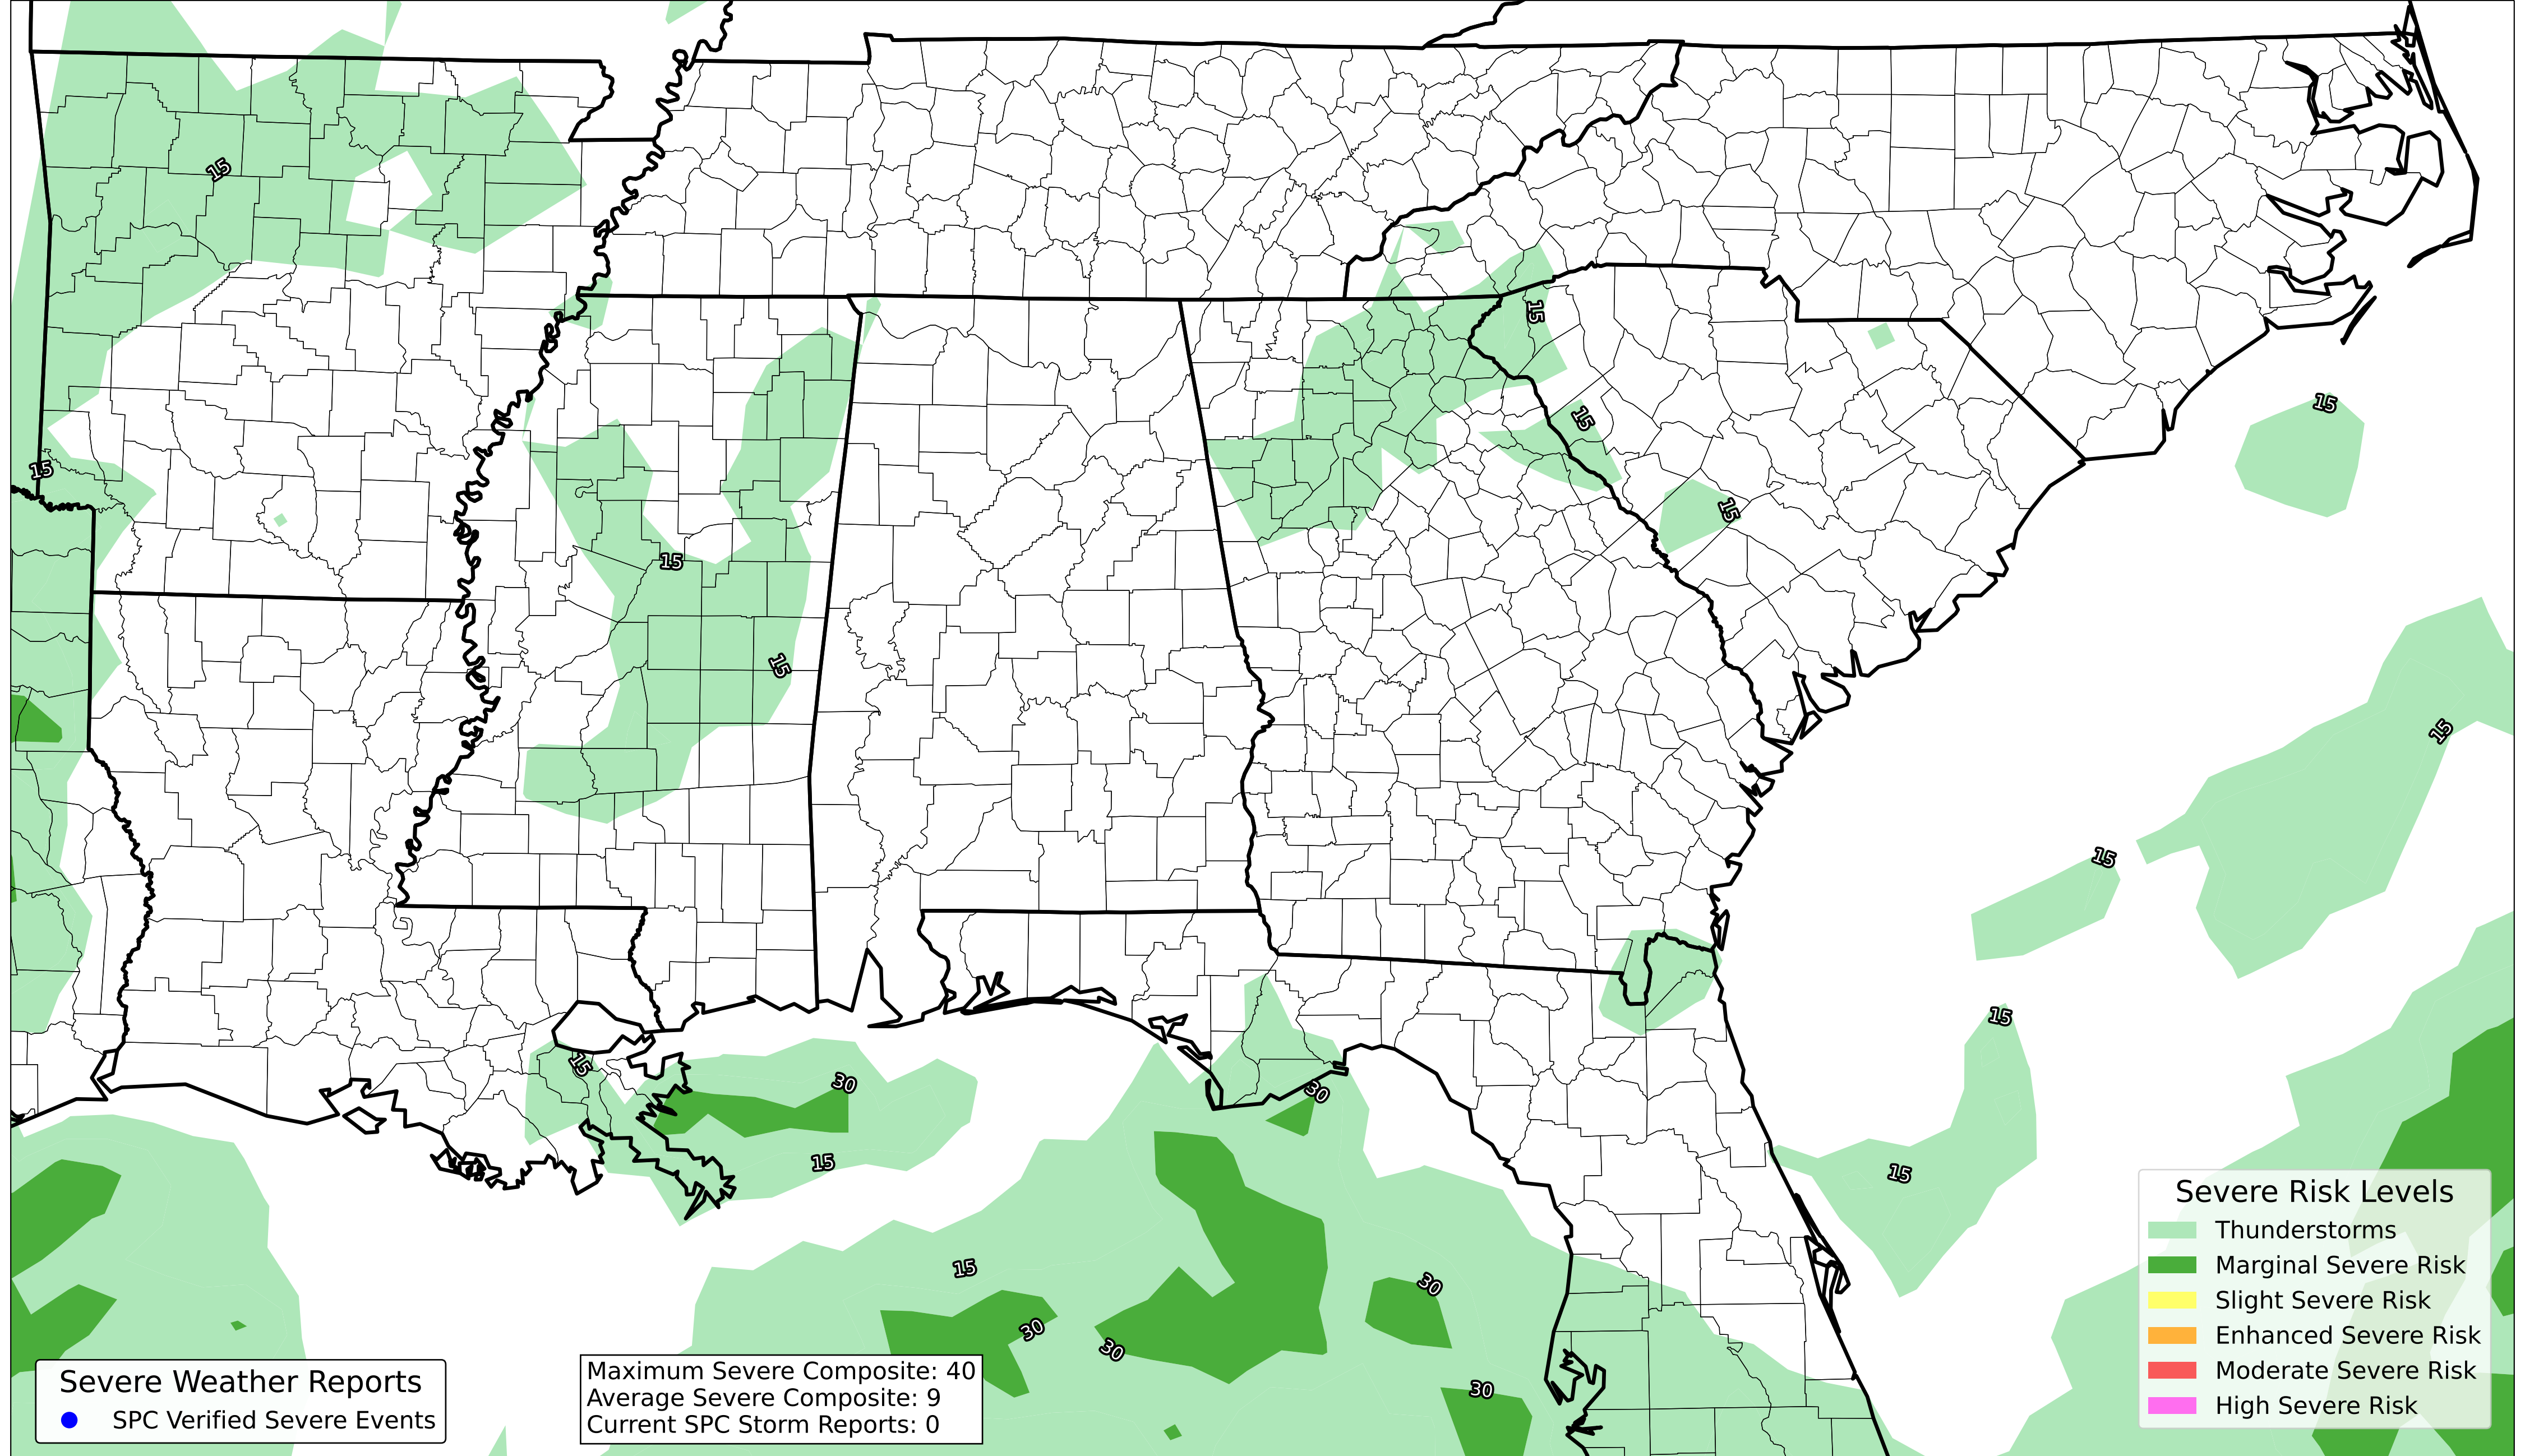 15
15
15
15
15
15
15
15
15
15
15
15
30
15
30
15
15
30
30
30
30
Severe Risk Levels
Thunderstorms
Marginal Severe Risk
Slight Severe Risk
Enhanced Severe Risk
Moderate Severe Risk
High Severe Risk
Severe Weather Reports
SPC Verified Severe Events
Maximum Severe Composite: 40
Average Severe Composite: 9
Current SPC Storm Reports: 0